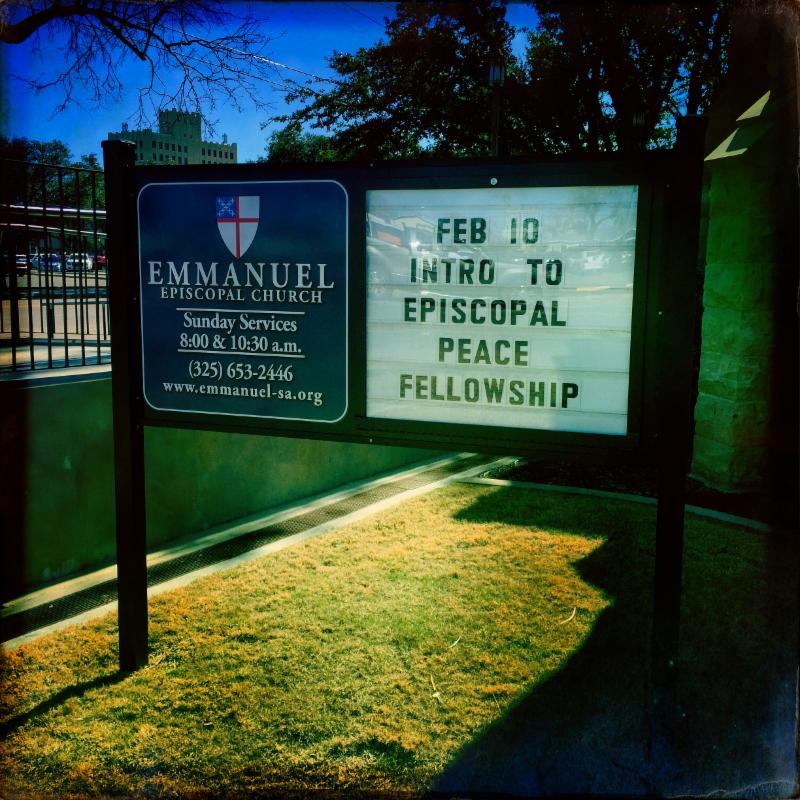 EMMANUEL
EPISCOPAL CHURCH
Sunday Services
8:00 & 10:30 a.m.
(325) 653-2446
www.emmanuel-sa.org
FEB 10
INTRO TO
EPISCOPAL
PEACE
FELLOWSHIP